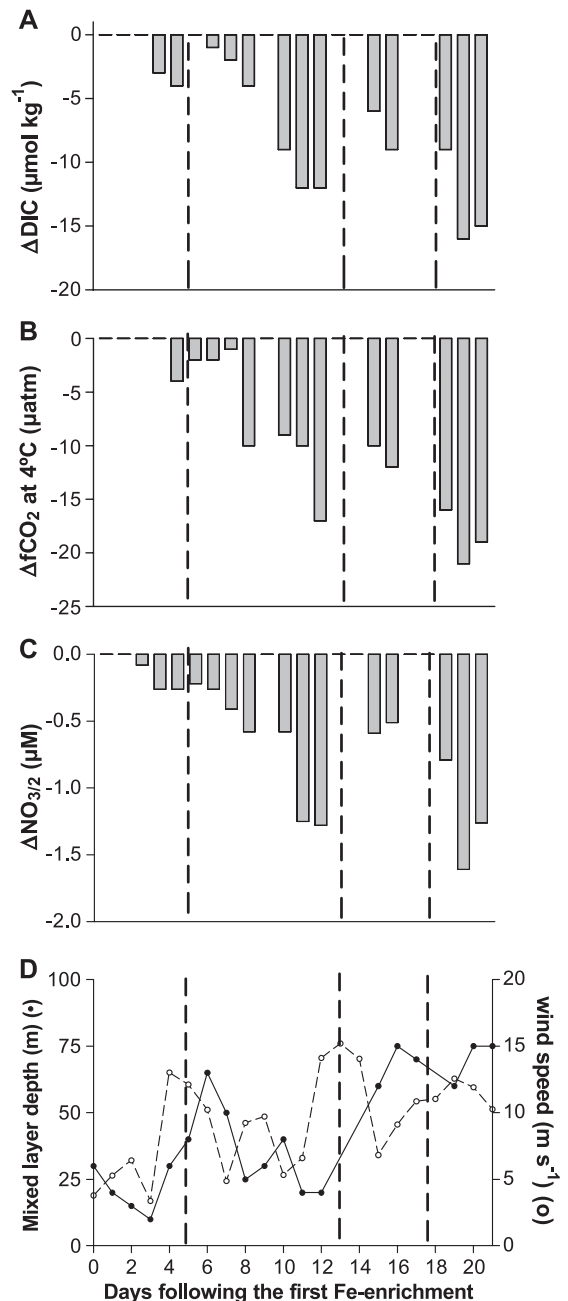 A
0
-5
-10
-15
-20
ΔDIC (µmol kg⁻¹)
B
0
-5
-10
-15
-20
-25
ΔfCO₂ at 4ºC (µatm)
C
0.0
-0.5
-1.0
-1.5
-2.0
ΔNO₃/₂ (µM)
D
100
75
50
25
0
Mixed layer depth (m) (•)
20
15
10
5
0
wind speed (m s⁻¹) (o)
0 2 4 6 8 10 12 14 16 18 20
Days following the first Fe-enrichment